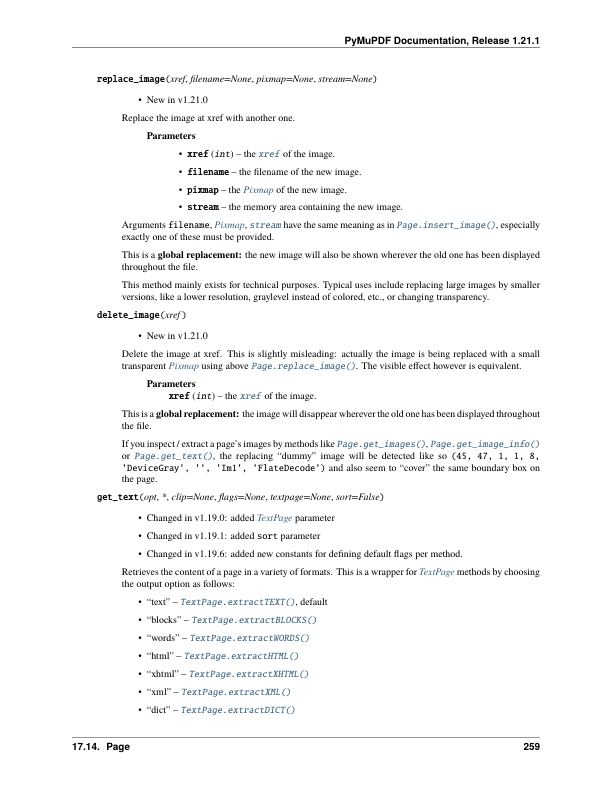 PyMuPDF Documentation, Release 1.21.1
replace_image(xref, filename=None, pixmap=None, stream=None)
• New in v1.21.0
Replace the image at xref with another one.
Parameters
• xref (int) – the xref of the image.
• filename – the filename of the new image.
• pixmap – the Pixmap of the new image.
• stream – the memory area containing the new image.
Arguments filename, Pixmap, stream have the same meaning as in Page.insert_image(), especially
exactly one of these must be provided.
This is a global replacement: the new image will also be shown wherever the old one has been displayed
throughout the file.
This method mainly exists for technical purposes. Typical uses include replacing large images by smaller
versions, like a lower resolution, graylevel instead of colored, etc., or changing transparency.
delete_image(xref)
• New in v1.21.0
Delete the image at xref. This is slightly misleading: actually the image is being replaced with a small
transparent Pixmap using above Page.replace_image(). The visible effect however is equivalent.
Parameters
xref (int) – the xref of the image.
This is a global replacement: the image will disappear wherever the old one has been displayed throughout
the file.
If you inspect / extract a page's images by methods like Page.get_images(), Page.get_image_info()
or Page.get_text(), the replacing “dummy” image will be detected like so (45, 47, 1, 1, 8,
'DeviceGray', '', 'Im1', 'FlateDecode') and also seem to “cover” the same boundary box on
the page.
get_text(opt, *, clip=None, flags=None, textpage=None, sort=False)
• Changed in v1.19.0: added TextPage parameter
• Changed in v1.19.1: added sort parameter
• Changed in v1.19.6: added new constants for defining default flags per method.
Retrieves the content of a page in a variety of formats. This is a wrapper for TextPage methods by choosing
the output option as follows:
• “text” – TextPage.extractTEXT(), default
• “blocks” – TextPage.extractBLOCKS()
• “words” – TextPage.extractWORDS()
• “html” – TextPage.extractHTML()
• “xhtml” – TextPage.extractXHTML()
• “xml” – TextPage.extractXML()
• “dict” – TextPage.extractDICT()
17.14. Page 259